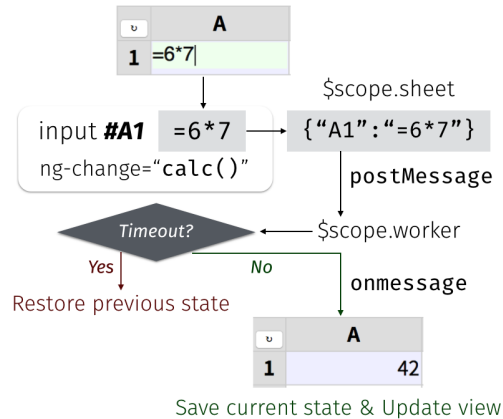 ↻ A
1 =6*7
$scope.sheet
input #A1 =6*7
{“A1”:“=6*7”}
ng-change=“calc()”
postMessage
Timeout?
$scope.worker
Yes
No
onmessage
Restore previous state
↻ A
1 42
Save current state & Update view